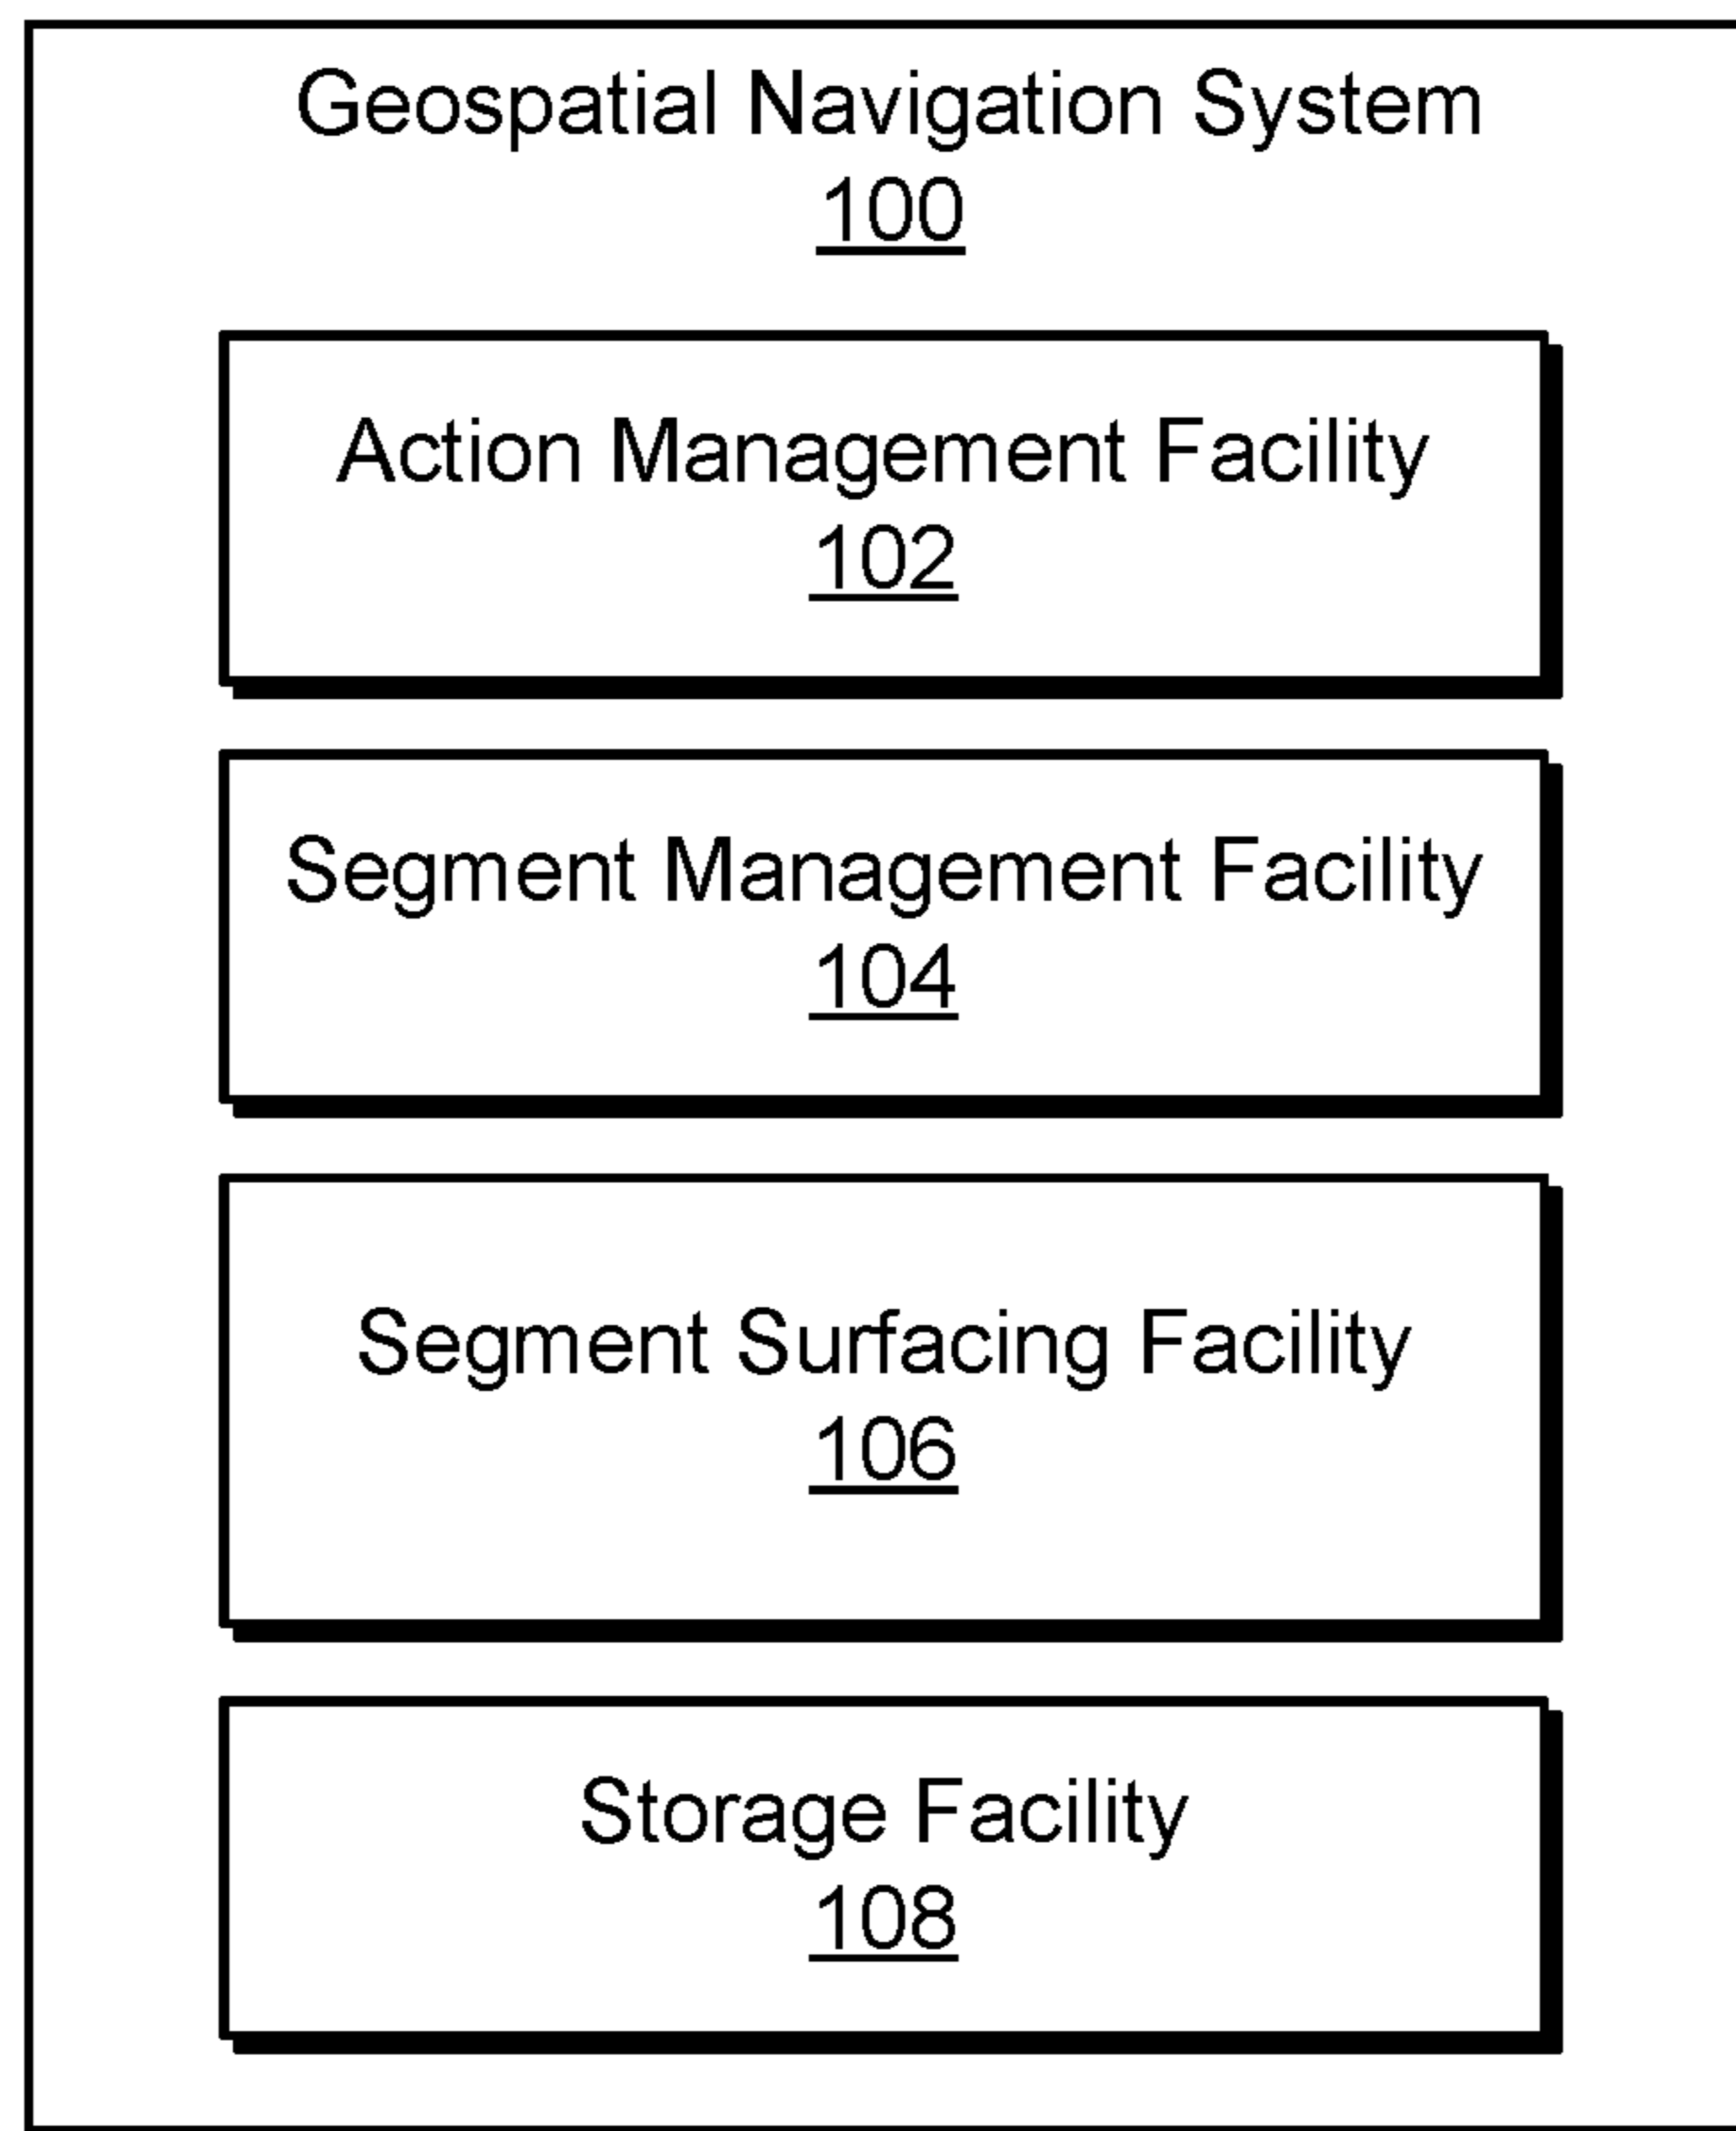 Geospatial Navigation System
100
Action Management Facility
102
Segment Management Facility
104
Segment Surfacing Facility
106
Storage Facility
108